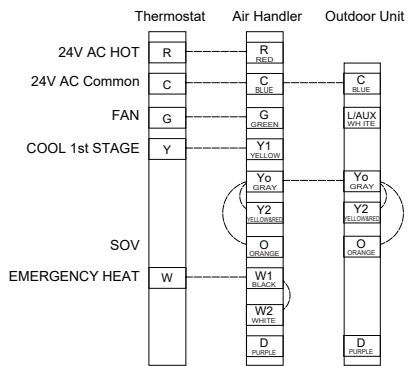 Thermostat Air Handler Outdoor Unit
24V AC HOT R R
RED
24V AC Common C C C
BLUE BLUE
FAN G G L/AUX
GREEN WH ITE
COOL 1st STAGE Y Y1
YELLOW
Yo Yo
GRAY GRAY
Y2 Y2
YELLOW&RED YELLOW&RED
SOV O O
ORANGE ORANGE
EMERGENCY HEAT W W1
BLACK
W2
WHITE
D D
PURPLE PURPLE